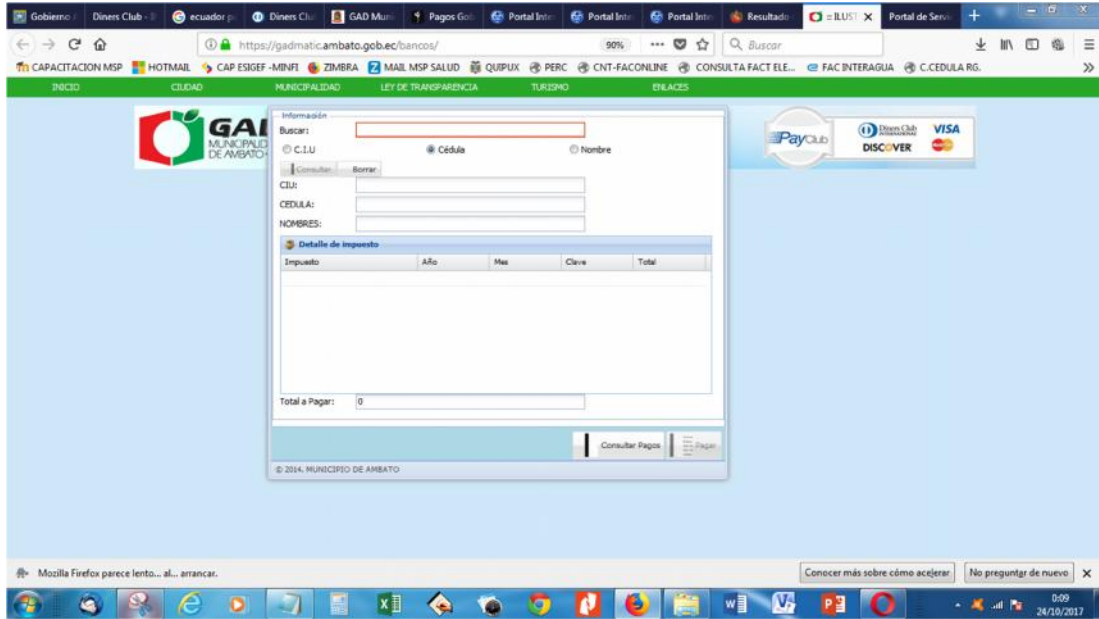 Gobierno Diners Club - ecuador p Diners Clu GAD Muni Pagos Gob Portal Inter Portal Inte Portal Inte Resultado :: ILUST Portal de Servi
https://gadmatic.ambato.gob.ec/bancos/ 90% Buscar
CAPACITACION MSP HOTMAIL CAP ESIGEF -MINFI ZIMBRA MAIL MSP SALUD QUIPUX PERC CNT-FACONLINE CONSULTA FACT ELE... FAC INTERAGUA C.CEDULA RG.
INICIO CIUDAD MUNICIPALIDAD LEY DE TRANSPARENCIA TURISMO ENLACES
GAD
MUNICIPALID
DE AMBATO
PayClub Diners Club INTERNATIONAL VISA
DISCOVER
Información
Buscar:
C.I.U Cédula Nombre
Consultar Borrar
CIU:
CEDULA:
NOMBRES:
Detalle de impuesto
Impuesto Año Mes Clave Total
Total a Pagar: 0
Consultar Pagos Pagar
© 2014, MUNICIPIO DE AMBATO
Mozilla Firefox parece lento... al... arrancar. Conocer más sobre cómo acelerar No preguntar de nuevo
0:09
24/10/2017